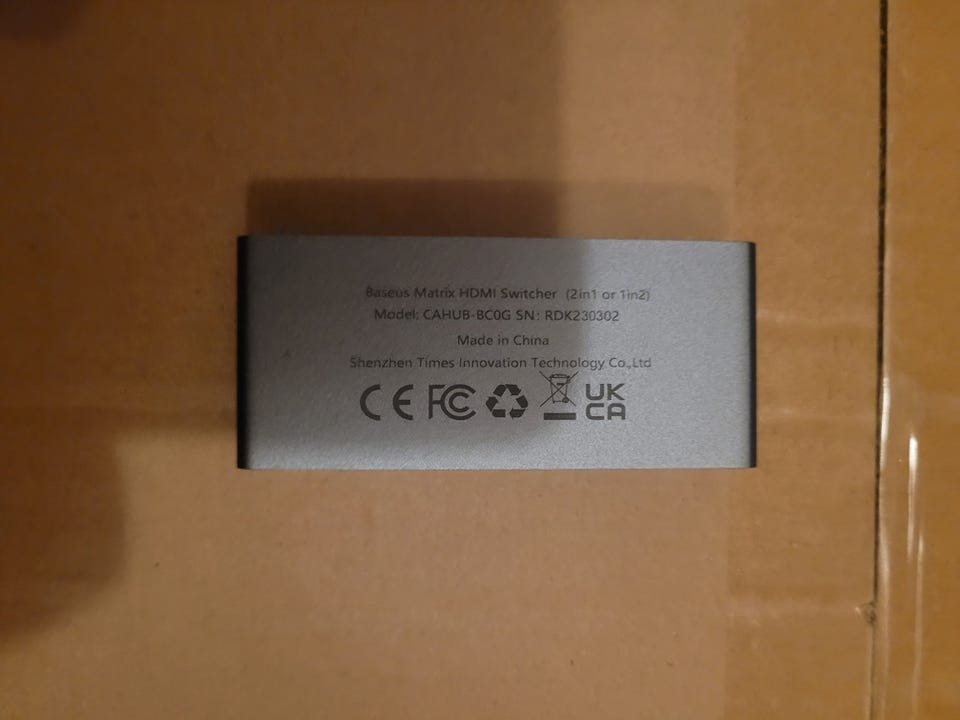 Baseus Matrix HDMI Switcher (2in1 or 1in2)
Model: CAHUB-BC0G SN: RDK230302
Made in China
Shenzhen Times Innovation Technology Co.,Ltd
CE FC UK
CA